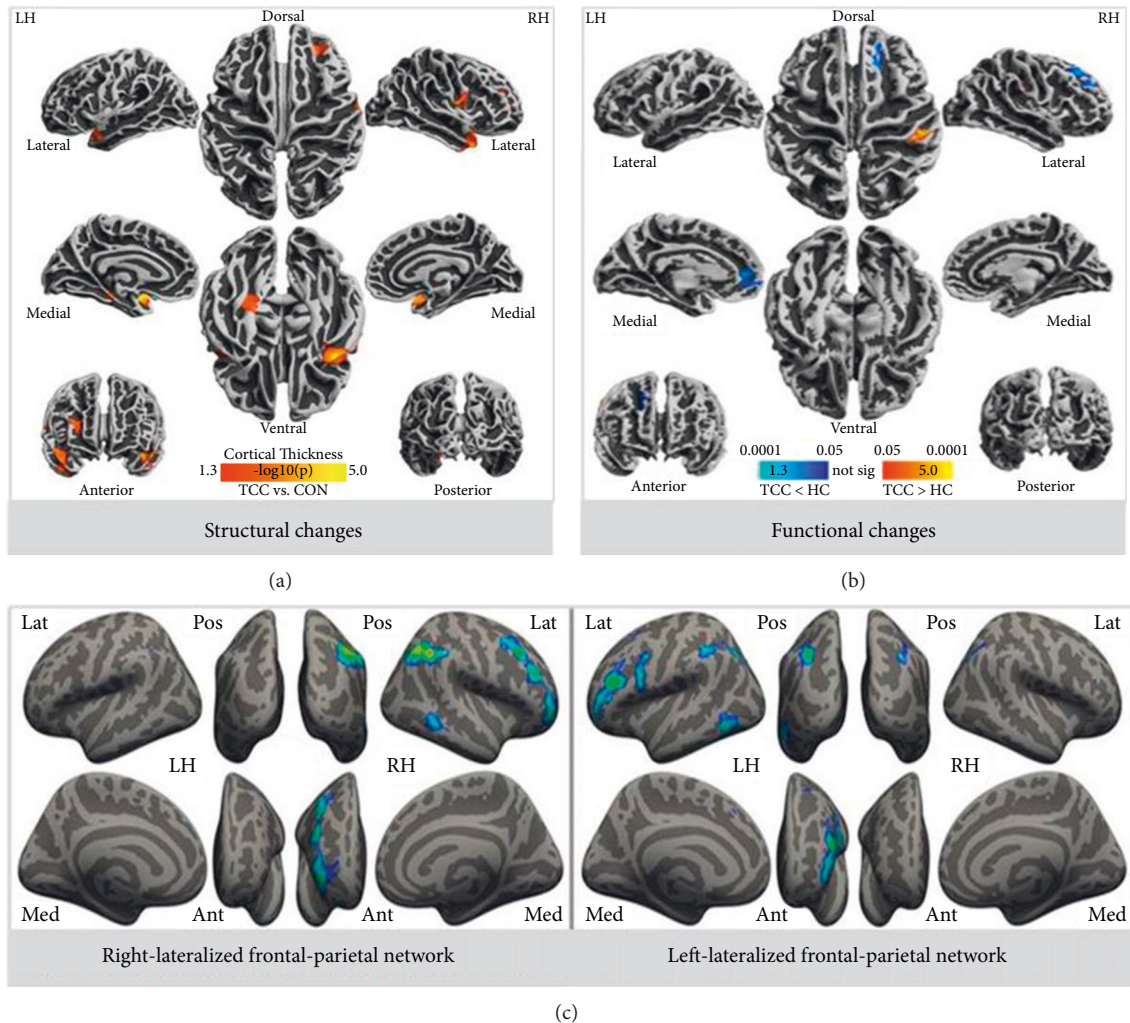 LH
Dorsal
Lateral
Lateral
Medial
Medial
Ventral
Cortical Thickness
1.3 -log10(p) 5.0
TCC vs. CON
Anterior
Posterior
Structural changes
(a)
LH
Dorsal
RH
Lateral
Lateral
Medial
Medial
Ventral
0.0001 0.05 0.05 0.0001
1.3 not sig 5.0
TCC < HC TCC > HC
Anterior
Posterior
Functional changes
(b)
Lat Pos Pos Lat
LH RH
Med Ant Ant Med
Right-lateralized frontal-parietal network
Lat Pos Pos Lat
LH RH
Med Ant Ant Med
Left-lateralized frontal-parietal network
(c)